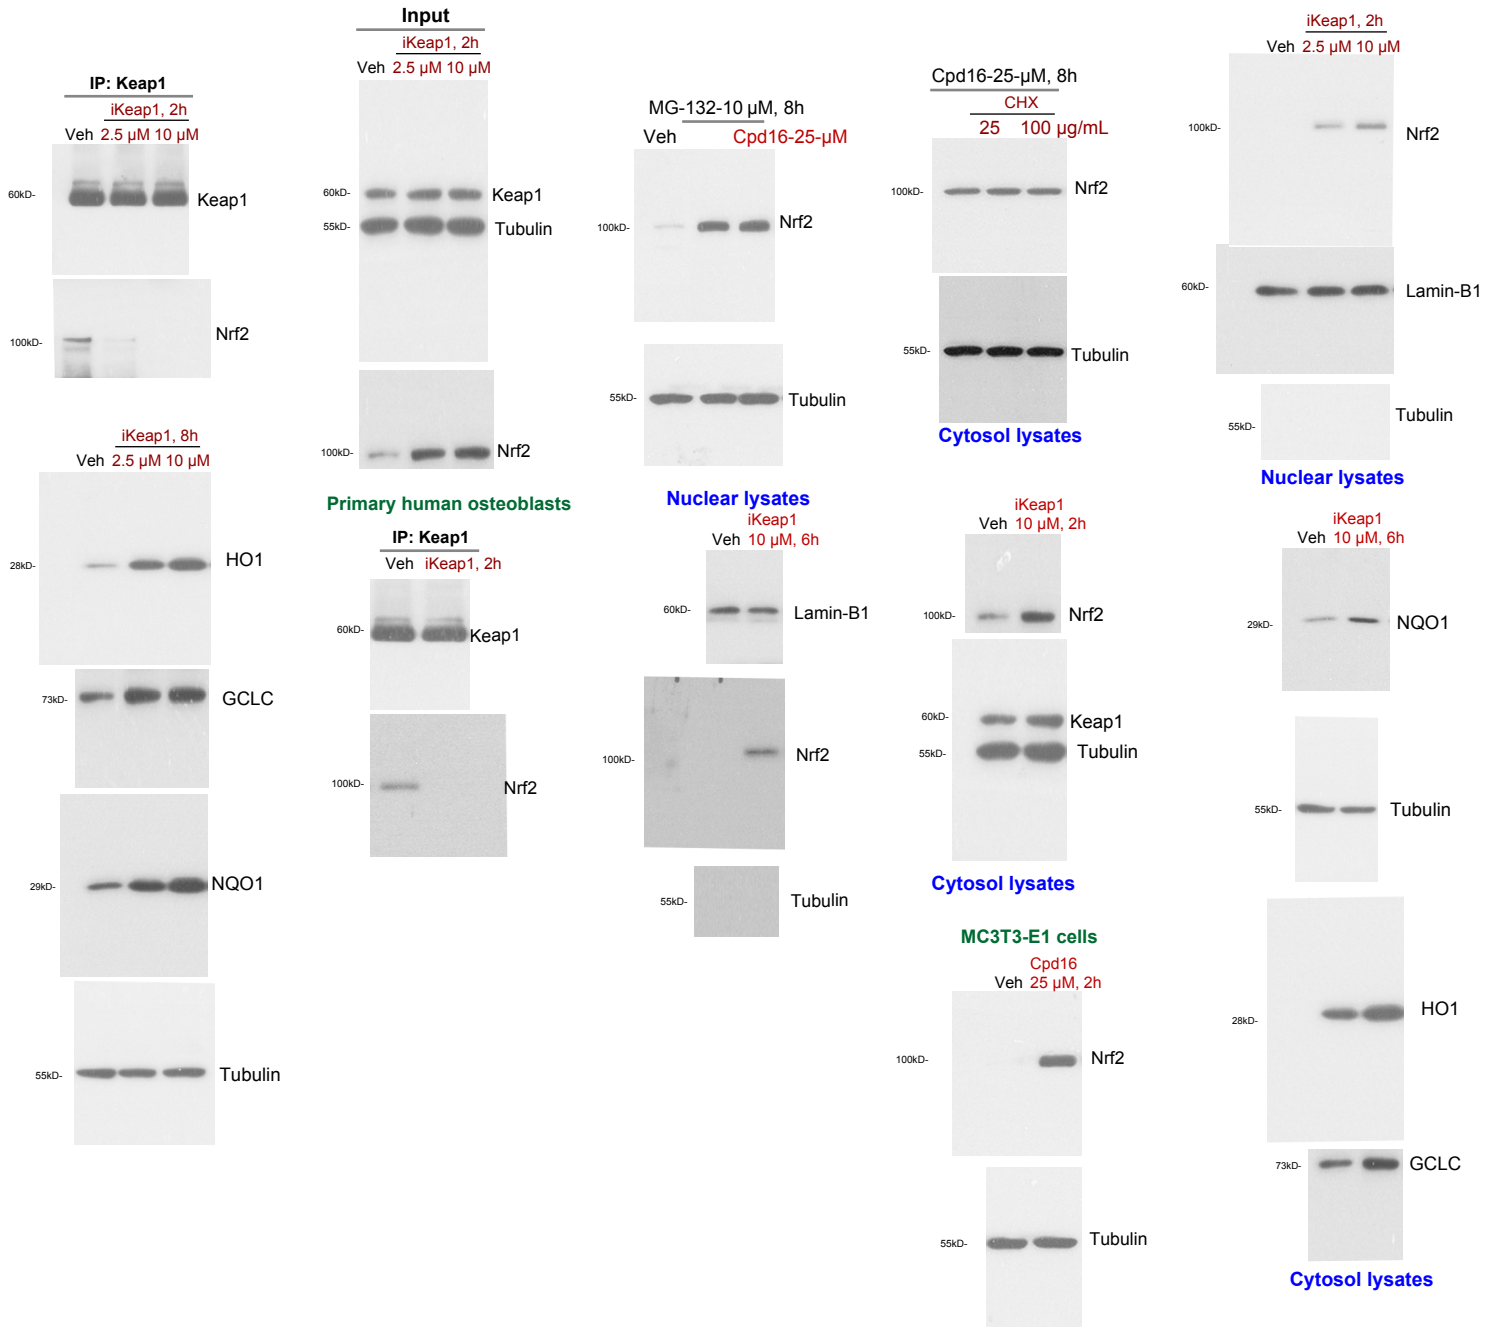 IP: Keap1
iKeap1, 2h
Veh 2.5 µM 10 µM
60kD-
Keap1
100kD-
Nrf2
iKeap1, 8h
Veh 2.5 µM 10 µM
28kD-
HO1
73kD-
GCLC
29kD-
NQO1
55kD-
Tubulin
Input
iKeap1, 2h
Veh 2.5 µM 10 µM
60kD-
Keap1
55kD-
Tubulin
100kD-
Nrf2
Primary human osteoblasts
IP: Keap1
Veh iKeap1, 2h
60kD-
Keap1
100kD-
Nrf2
MG-132-10 µM, 8h
Veh Cpd16-25-µM
100kD-
Nrf2
55kD-
Tubulin
Nuclear lysates
iKeap1
Veh 10 µM, 6h
60kD-
Lamin-B1
100kD-
Nrf2
55kD-
Tubulin
Cpd16-25-µM, 8h
CHX
25 100 µg/mL
100kD-
Nrf2
55kD-
Tubulin
Cytosol lysates
iKeap1
Veh 10 µM, 2h
100kD-
Nrf2
60kD-
Keap1
55kD-
Tubulin
Cytosol lysates
MC3T3-E1 cells
Cpd16
Veh 25 µM, 2h
100kD-
Nrf2
55kD-
Tubulin
iKeap1, 2h
Veh 2.5 µM 10 µM
100kD-
Nrf2
60kD-
Lamin-B1
55kD-
Tubulin
Nuclear lysates
iKeap1
Veh 10 µM, 6h
29kD-
NQO1
55kD-
Tubulin
28kD-
HO1
73kD-
GCLC
Cytosol lysates